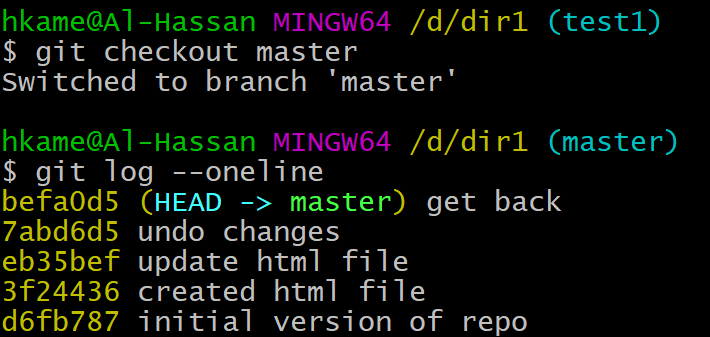 hkame@Al-Hassan MINGW64 /d/dir1 (test1)
$ git checkout master
Switched to branch 'master'
hkame@Al-Hassan MINGW64 /d/dir1 (master)
$ git log --oneline
befa0d5 (HEAD -> master) get back
7abd6d5 undo changes
eb35bef update html file
3f24436 created html file
d6fb787 initial version of repo